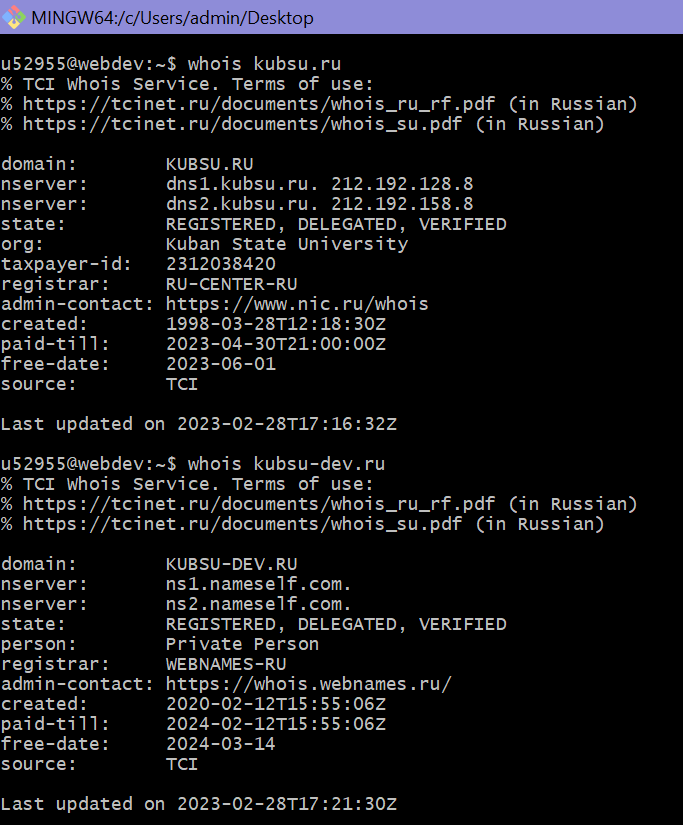 MINGW64:/c/Users/admin/Desktop
u52955@webdev:~$ whois kubsu.ru
% TCI Whois Service. Terms of use:
% https://tcinet.ru/documents/whois_ru_rf.pdf (in Russian)
% https://tcinet.ru/documents/whois_su.pdf (in Russian)
domain:        KUBSU.RU
nserver:       dns1.kubsu.ru. 212.192.128.8
nserver:       dns2.kubsu.ru. 212.192.158.8
state:         REGISTERED, DELEGATED, VERIFIED
org:           Kuban State University
taxpayer-id:   2312038420
registrar:     RU-CENTER-RU
admin-contact: https://www.nic.ru/whois
created:       1998-03-28T12:18:30Z
paid-till:     2023-04-30T21:00:00Z
free-date:     2023-06-01
source:        TCI
Last updated on 2023-02-28T17:16:32Z
u52955@webdev:~$ whois kubsu-dev.ru
% TCI Whois Service. Terms of use:
% https://tcinet.ru/documents/whois_ru_rf.pdf (in Russian)
% https://tcinet.ru/documents/whois_su.pdf (in Russian)
domain:        KUBSU-DEV.RU
nserver:       ns1.nameself.com.
nserver:       ns2.nameself.com.
state:         REGISTERED, DELEGATED, VERIFIED
person:        Private Person
registrar:     WEBNAMES-RU
admin-contact: https://whois.webnames.ru/
created:       2020-02-12T15:55:06Z
paid-till:     2024-02-12T15:55:06Z
free-date:     2024-03-14
source:        TCI
Last updated on 2023-02-28T17:21:30Z